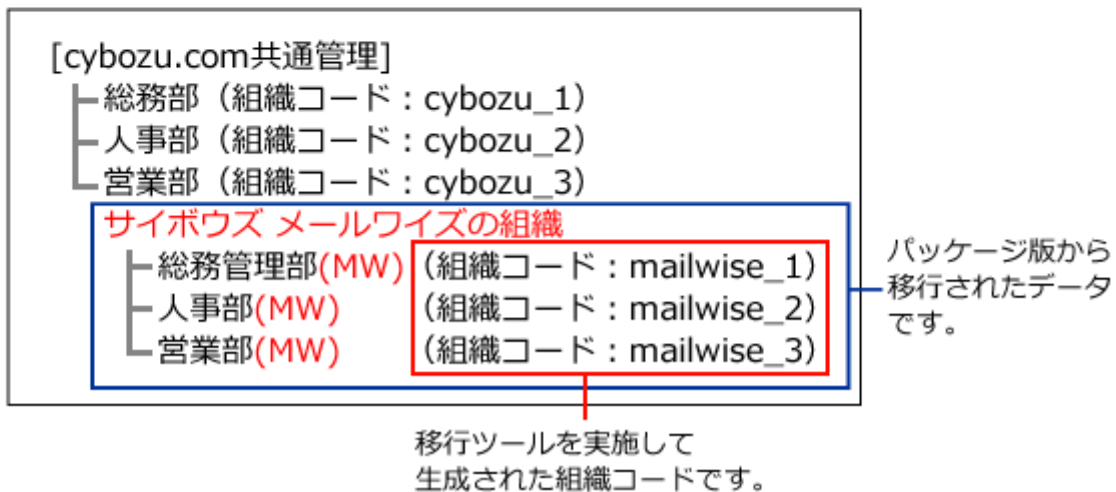 [cybozu.com共通管理]
総務部（組織コード：cybozu_1）
人事部（組織コード：cybozu_2）
営業部（組織コード：cybozu_3）
サイボウズ メールワイズの組織
総務管理部(MW)（組織コード：mailwise_1）
人事部(MW)（組織コード：mailwise_2）
営業部(MW)（組織コード：mailwise_3）
パッケージ版から
移行されたデータ
です。
移行ツールを実施して
生成された組織コードです。